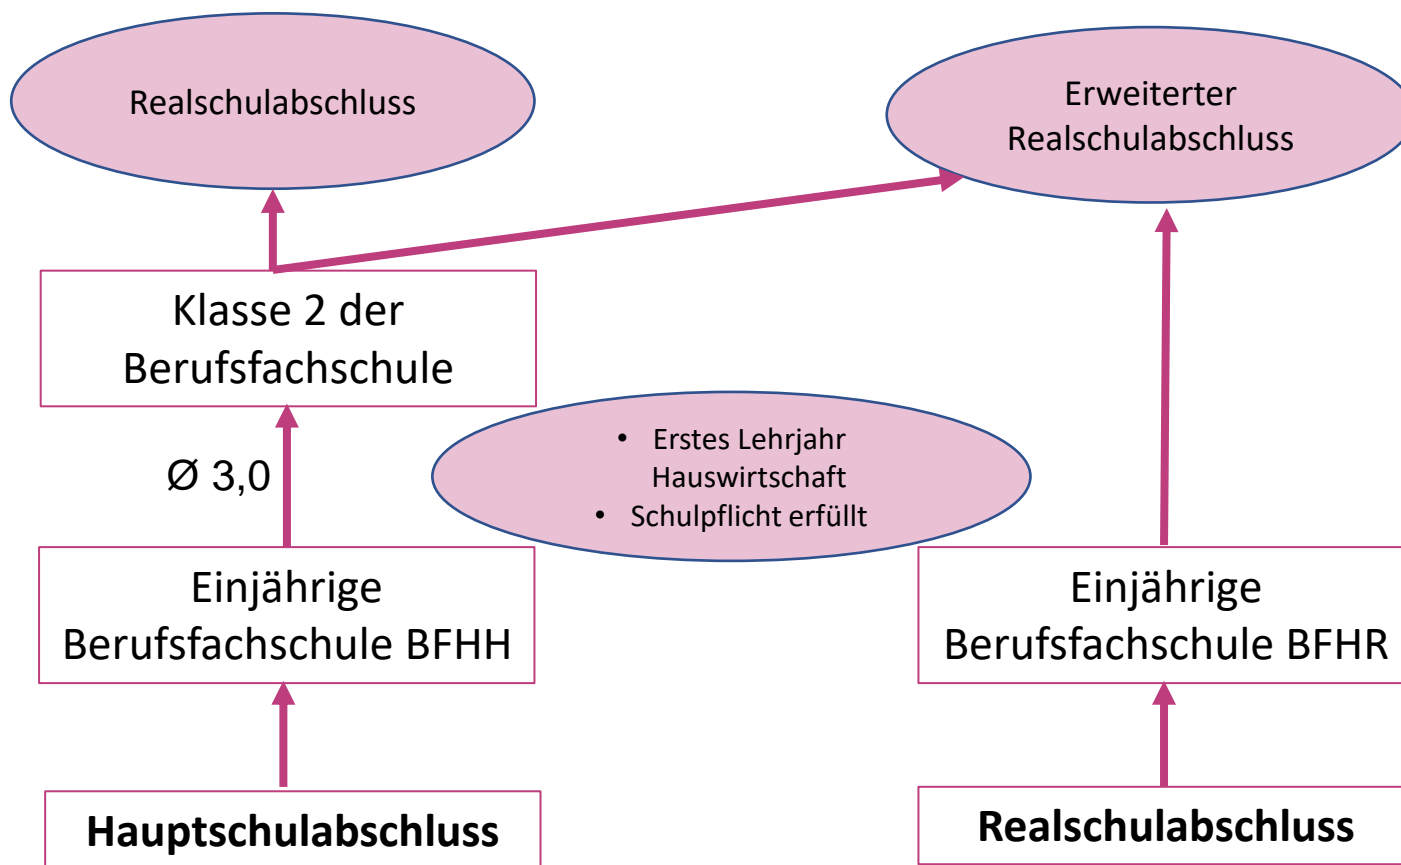 Realschulabschluss
Erweiterter
Realschulabschluss
Klasse 2 der
Berufsfachschule
Ø 3,0
• Erstes Lehrjahr
Hauswirtschaft
• Schulpflicht erfüllt
Einjährige
Berufsfachschule BFHH
Einjährige
Berufsfachschule BFHR
Hauptschulabschluss
Realschulabschluss